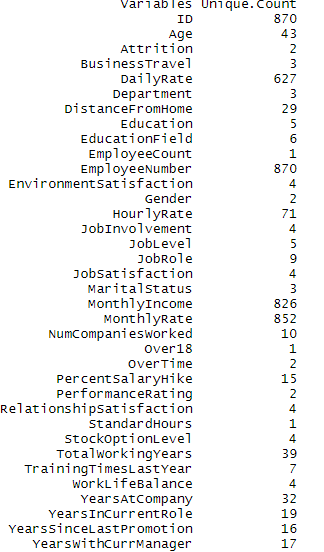 Variables Unique.Count
ID 870
Age 43
Attrition 2
BusinessTravel 3
DailyRate 627
Department 3
DistanceFromHome 29
Education 5
EducationField 6
EmployeeCount 1
EmployeeNumber 870
EnvironmentSatisfaction 4
Gender 2
HourlyRate 71
JobInvolvement 4
JobLevel 5
JobRole 9
JobSatisfaction 4
MaritalStatus 3
MonthlyIncome 826
MonthlyRate 852
NumCompaniesWorked 10
Over18 1
OverTime 2
PercentSalaryHike 15
PerformanceRating 2
RelationshipSatisfaction 4
StandardHours 1
StockOptionLevel 4
TotalWorkingYears 39
TrainingTimesLastYear 7
WorkLifeBalance 4
YearsAtCompany 32
YearsInCurrentRole 19
YearsSinceLastPromotion 16
YearsWithCurrManager 17